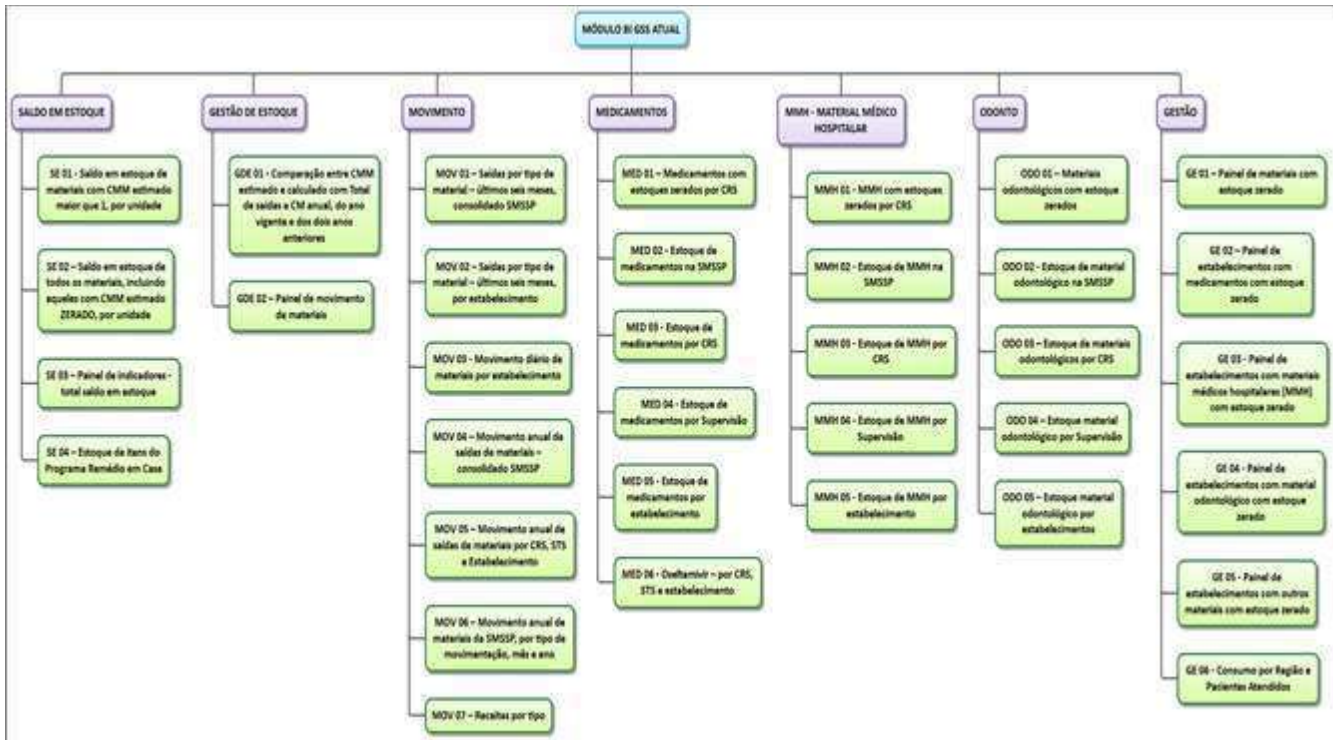 MÓDULO BI GSS ATUAL
SALDO EM ESTOQUE
SE 01 - Saldo em estoque de
materiais com CMM estimado
maior que 1, por unidade
SE 02 – Saldo em estoque de
todos os materiais, incluindo
aqueles com CMM estimado
ZERADO, por unidade
SE 03 – Painel de indicadores -
total saldo em estoque
SE 04 – Estoque de itens do
Programa Remédio em Casa
GESTÃO DE ESTOQUE
GDE 01 - Comparação entre CMM
estimado e calculado com Total
de saídas e CM anual, do ano
vigente e dos dois anos
anteriores
GDE 02 – Painel de movimento
de materiais
MOVIMENTO
MOV 01 – Saídas por tipo de
material – últimos seis meses,
consolidado SMSSP
MOV 02 – Saídas por tipo de
material – últimos seis meses,
por estabelecimento
MOV 03 - Movimento diário de
materiais por estabelecimento
MOV 04 – Movimento anual de
saídas de materiais –
consolidado SMSSP
MOV 05 – Movimento anual de
saídas de materiais por CRS, STS
e Estabelecimento
MOV 06 – Movimento anual de
materiais da SMSSP, por tipo de
movimentação, mês e ano
MOV 07 – Receitas por tipo
MEDICAMENTOS
MED 01 – Medicamentos com
estoques zerados por CRS
MED 02 - Estoque de
medicamentos na SMSSP
MED 03 - Estoque de
medicamentos por CRS
MED 04 - Estoque de
medicamentos por Supervisão
MED 05 - Estoque de
medicamentos por
estabelecimento
MED 06 - Oseltamivir – por CRS,
STS e estabelecimento
MMH - MATERIAL MÉDICO
HOSPITALAR
MMH 01 - MMH com estoques
zerados por CRS
MMH 02 - Estoque de MMH na
SMSSP
MMH 03 - Estoque de MMH por
CRS
MMH 04 - Estoque de MMH por
Supervisão
MMH 05 - Estoque de MMH por
estabelecimento
ODONTO
ODO 01 – Materiais
odontológicos com estoque
zerados
ODO 02 - Estoque de material
odontológico na SMSSP
ODO 03 – Estoque de materiais
odontológicos por CRS
ODO 04 – Estoque material
odontológico por Supervisão
ODO 05 - Estoque material
odontológico por
estabelecimentos
GESTÃO
GE 01 – Painel de materiais com
estoque zerado
GE 02 – Painel de
estabelecimentos com
medicamentos com estoque
zerado
GE 03 - Painel de
estabelecimentos com materiais
médicos hospitalares (MMH)
com estoque zerado
GE 04 - Painel de
estabelecimentos com material
odontológico com estoque
zerado
GE 05 - Painel de
estabelecimentos com outros
materiais com estoque zerado
GE 06 - Consumo por Região e
Pacientes Atendidos